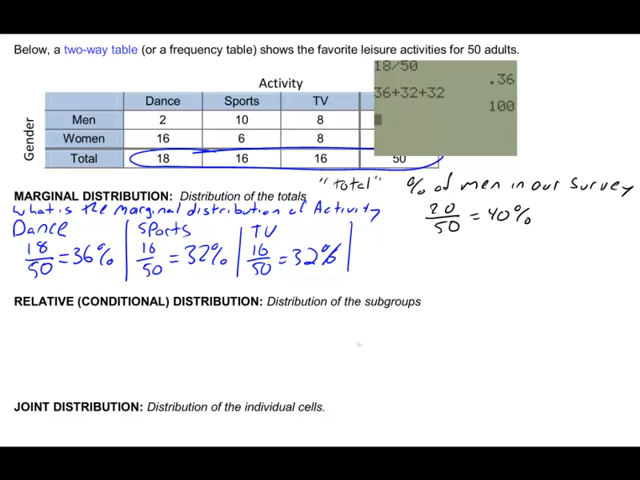 Below, a two-way table (or a frequency table) shows the favorite leisure activities for 50 adults.
18/50
.36
36+32+32
100
Activity
Gender
Dance Sports TV
Men 2 10 8
Women 16 6 8
Total 18 16 16 50
"total" % of men in our survey
20/50 = 40%
MARGINAL DISTRIBUTION: Distribution of the totals
What is the marginal distribution of Activity
Dance Sports TV
18/50 = 36% 16/50 = 32% 16/50 = 32%
RELATIVE (CONDITIONAL) DISTRIBUTION: Distribution of the subgroups
JOINT DISTRIBUTION: Distribution of the individual cells.